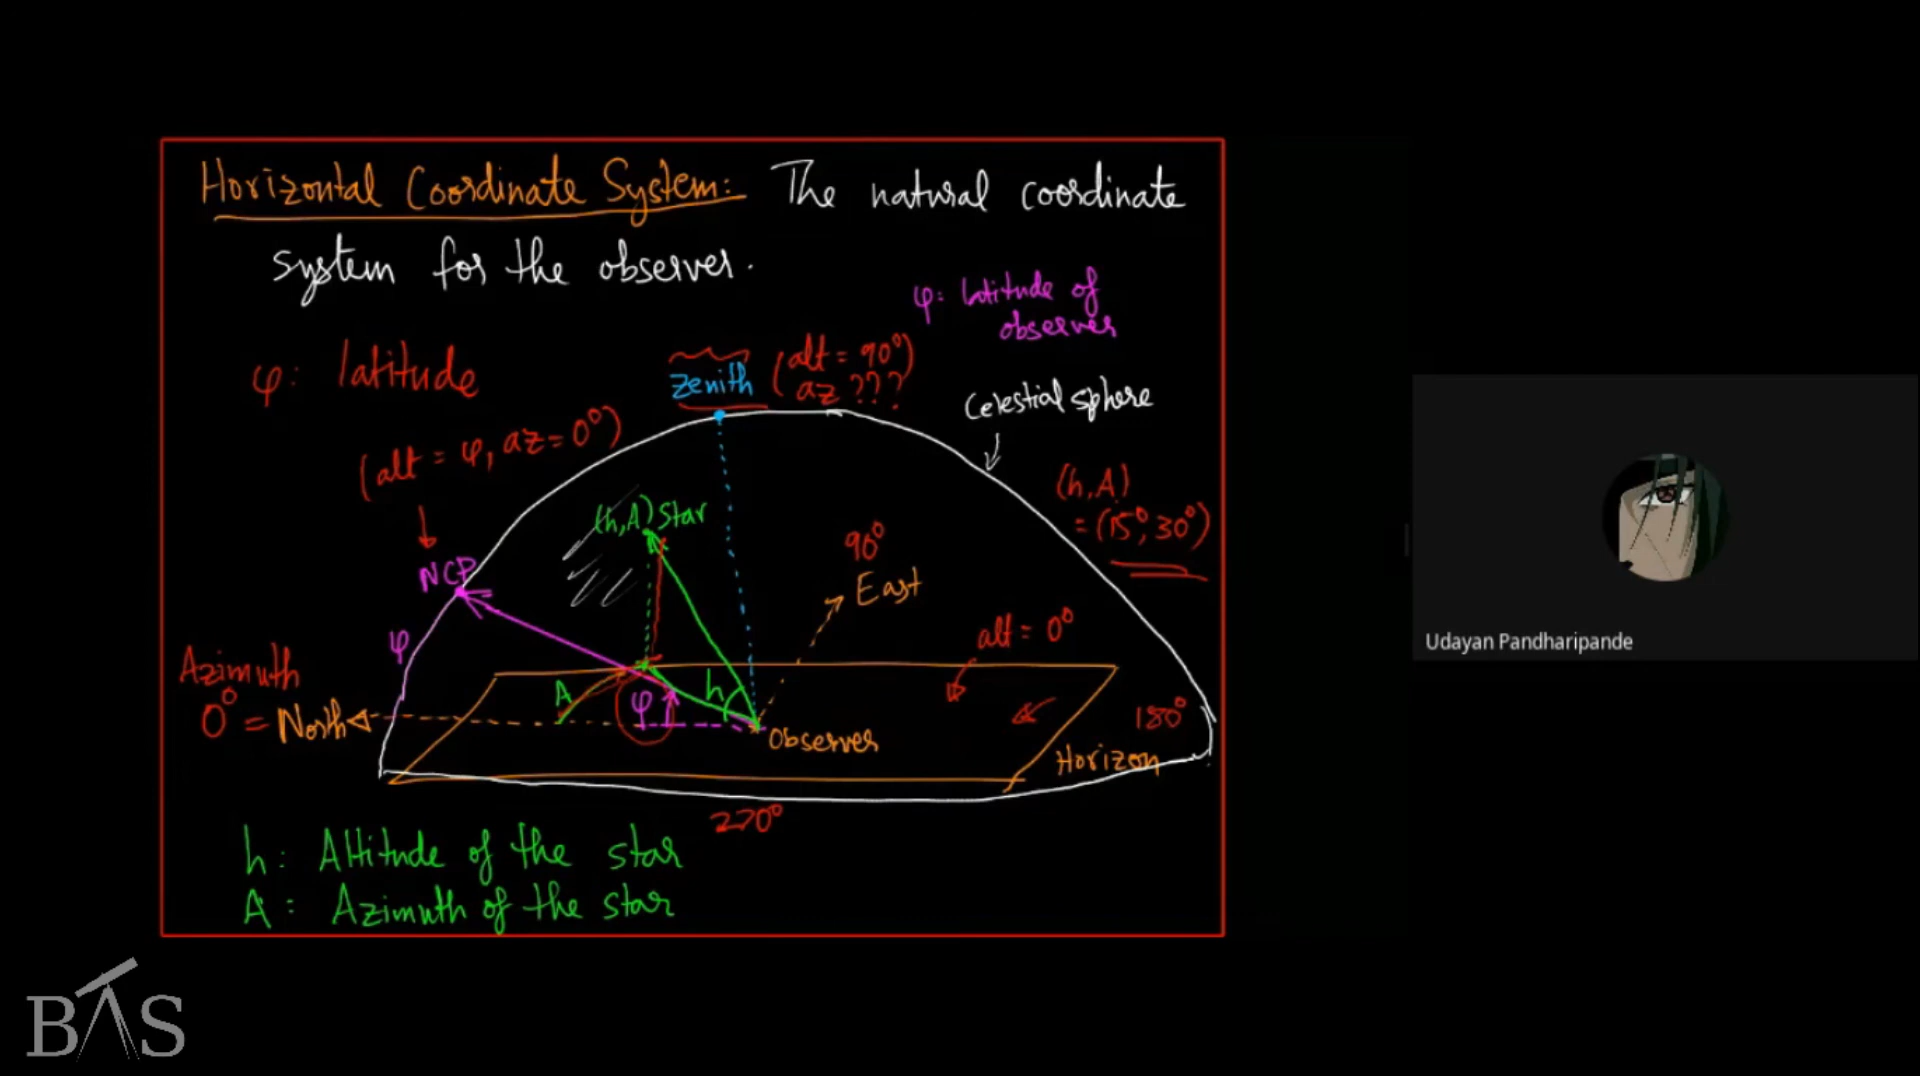 Horizontal Coordinate System: The natural coordinate
system for the observer.
φ: latitude of
observer
φ: latitude
Zenith
(alt = 90°)
az ???
Celestial sphere
(alt = φ, az = 0°)
(h, A)
= (15°, 30°)
(h, A) Star
90°
East
NCP
alt = 0°
φ
Azimuth
0° = North
A
φ
h
Observer
180°
Horizon
270°
h: Altitude of the star
A: Azimuth of the star
Udayan Pandharipande
BAS